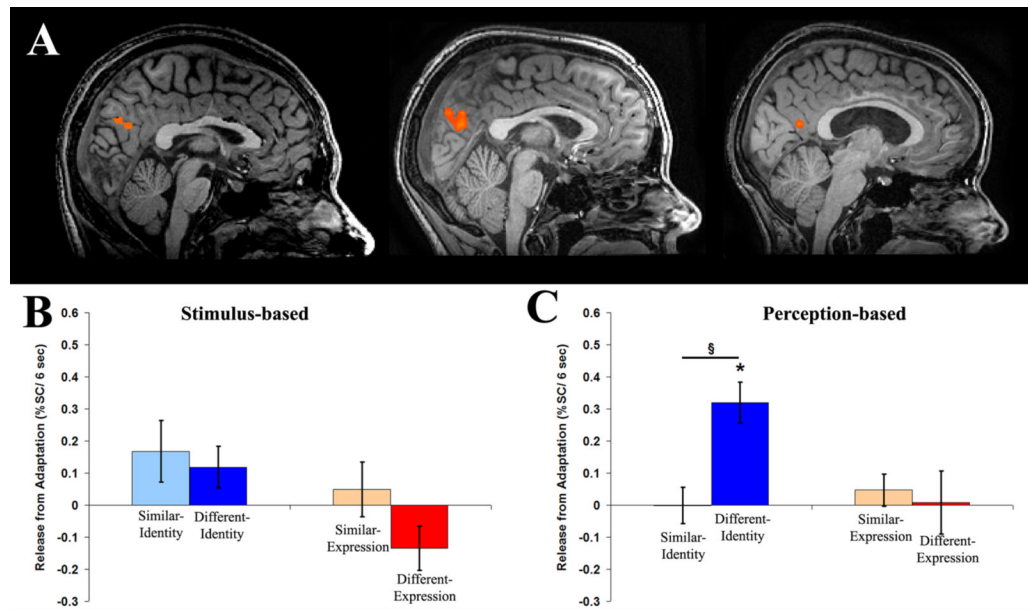 A
B
Stimulus-based
Release from Adaptation (%SC/ 6 sec)
0.6
0.5
0.4
0.3
0.2
0.1
0
-0.1
-0.2
-0.3
Similar-
Identity
Different-
Identity
Similar-
Expression
Different-
Expression
C
Perception-based
Release from Adaptation (%SC/ 6 sec)
0.6
0.5
0.4
0.3
0.2
0.1
0
-0.1
-0.2
-0.3
§
*
Similar-
Identity
Different-
Identity
Similar-
Expression
Different-
Expression